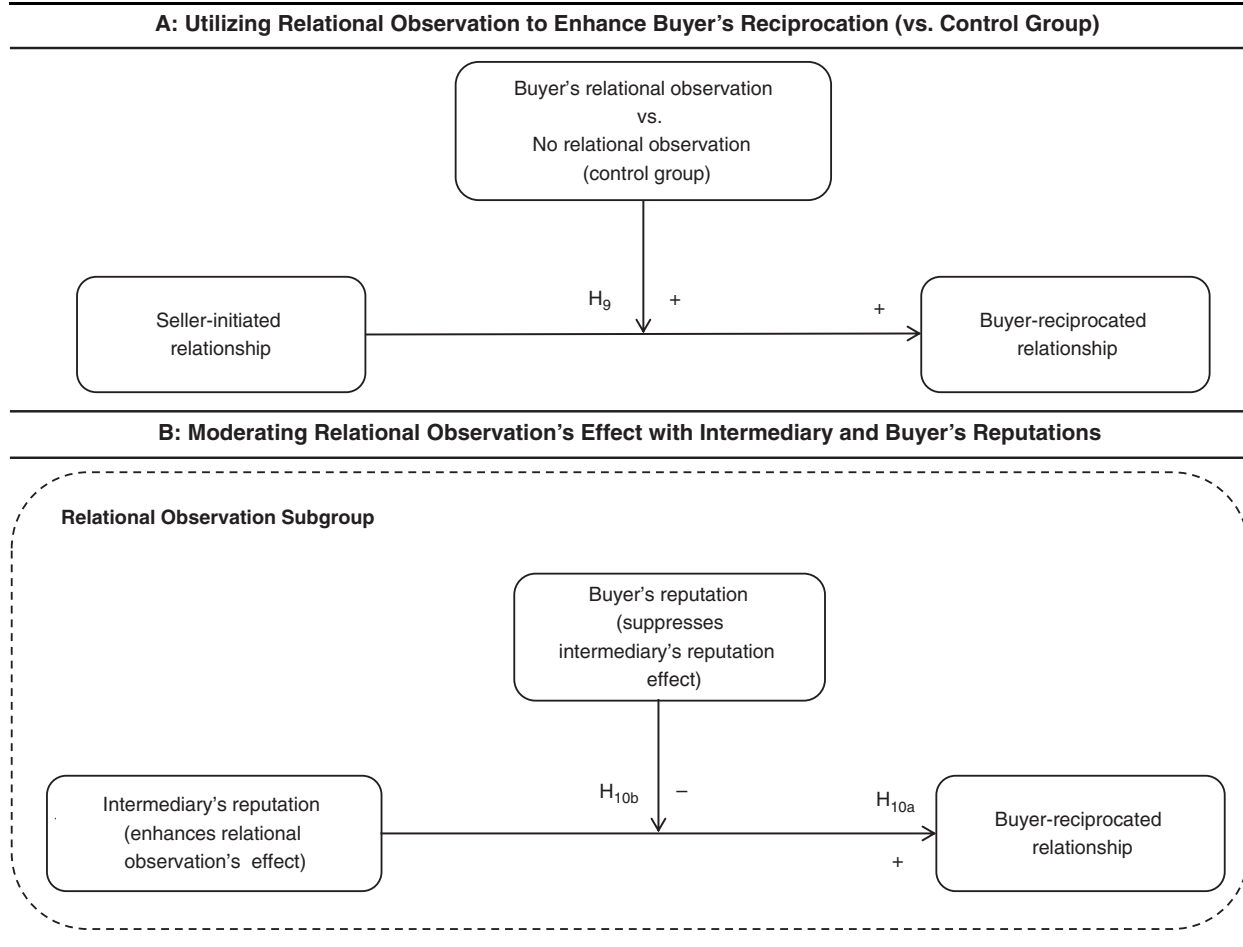 A: Utilizing Relational Observation to Enhance Buyer’s Reciprocation (vs. Control Group)
Buyer’s relational observation
vs.
No relational observation
(control group)
H9 +
+
Seller-initiated
relationship
Buyer-reciprocated
relationship
B: Moderating Relational Observation’s Effect with Intermediary and Buyer’s Reputations
Relational Observation Subgroup
Buyer’s reputation
(suppresses
intermediary’s reputation
effect)
H10b –
H10a
+
Intermediary’s reputation
(enhances relational
observation’s effect)
Buyer-reciprocated
relationship